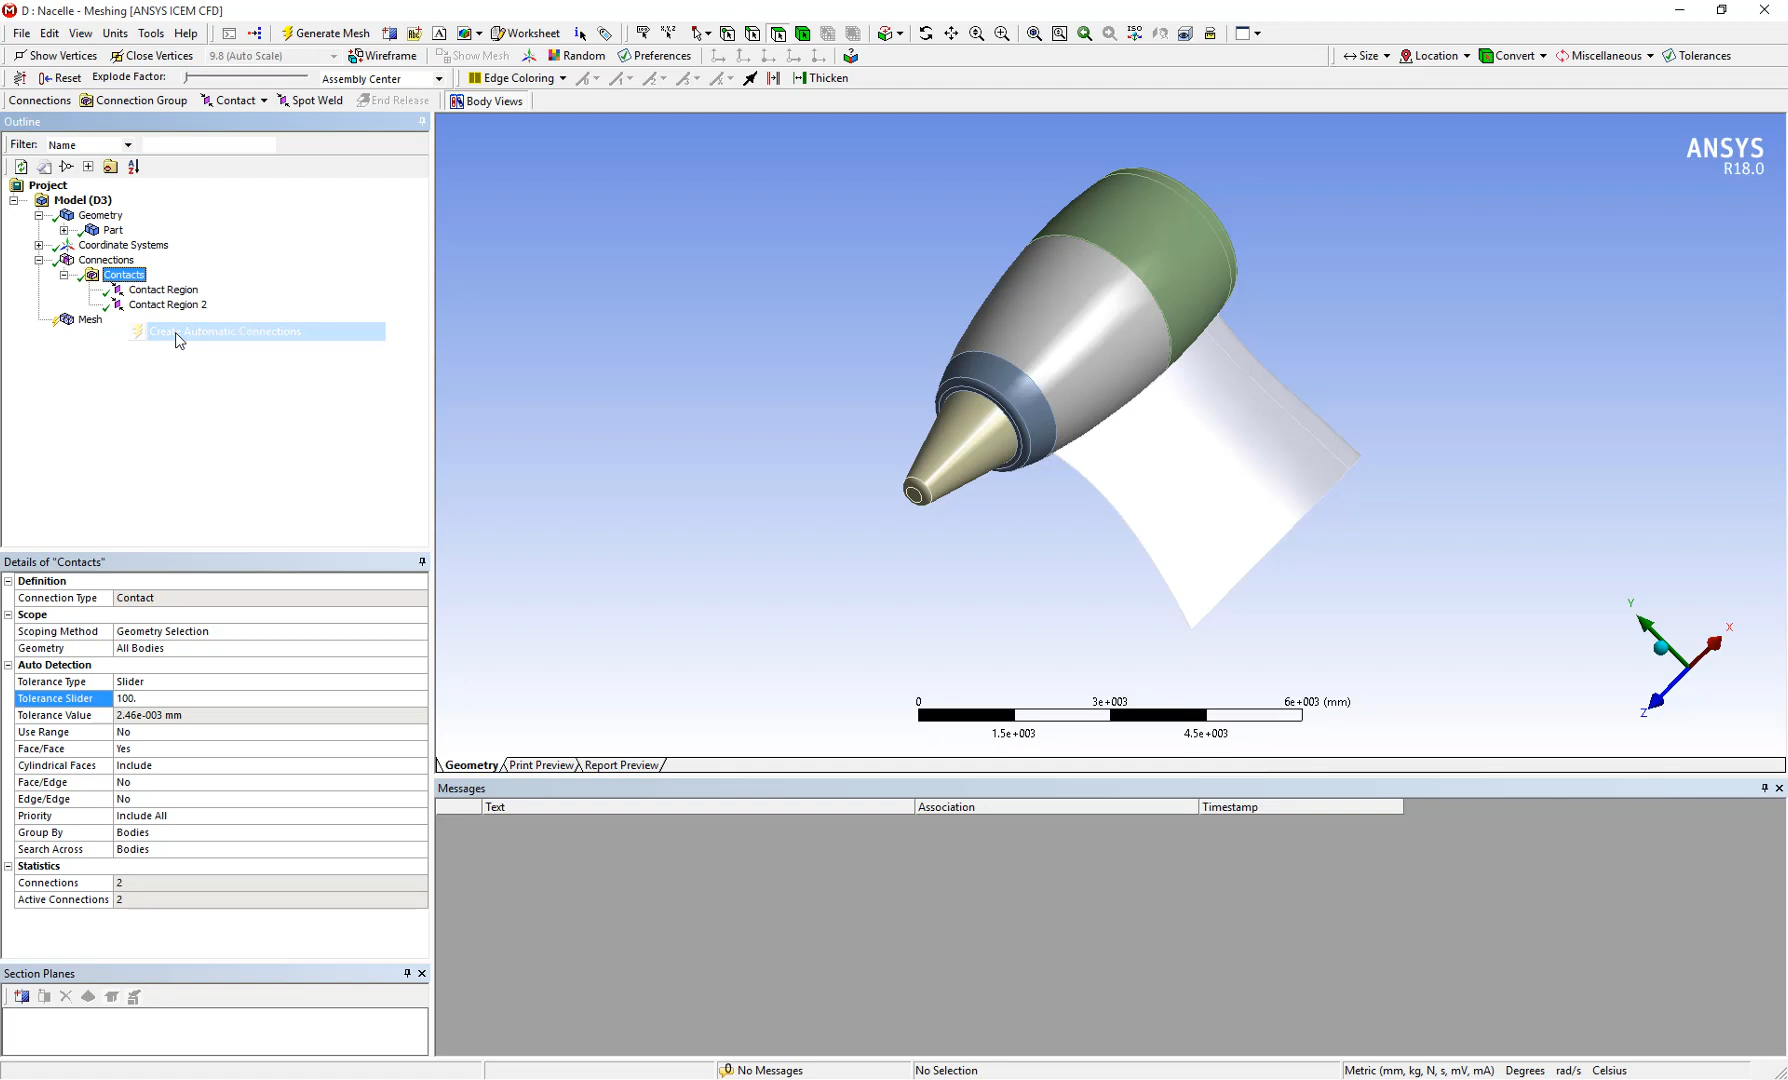 D : Nacelle - Meshing [ANSYS ICEM CFD]
File Edit View Units Tools Help Generate Mesh A Worksheet i
Show Vertices Close Vertices 9.8 (Auto Scale) Wireframe Show Mesh Random Preferences Size Location Convert Miscellaneous Tolerances
Reset Explode Factor: Assembly Center Edge Coloring Thicken
Connections Connection Group Contact Spot Weld End Release Body Views
Outline
Filter: Name
Project
Model (D3)
Geometry
Part
Coordinate Systems
Connections
Contacts
Contact Region
Contact Region 2
Mesh
Create Automatic Connections
ANSYS
R18.0
Y
X
Z
0 3e+003 6e+003 (mm)
1.5e+003 4.5e+003
Geometry Print Preview Report Preview
Details of "Contacts"
Definition
Connection Type Contact
Scope
Scoping Method Geometry Selection
Geometry All Bodies
Auto Detection
Tolerance Type Slider
Tolerance Slider 100.
Tolerance Value 2.46e-003 mm
Use Range No
Face/Face Yes
Cylindrical Faces Include
Face/Edge No
Edge/Edge No
Priority Include All
Group By Bodies
Search Across Bodies
Statistics
Connections 2
Active Connections 2
Section Planes
Messages
Text Association Timestamp
No Messages No Selection Metric (mm, kg, N, s, mV, mA) Degrees rad/s Celsius